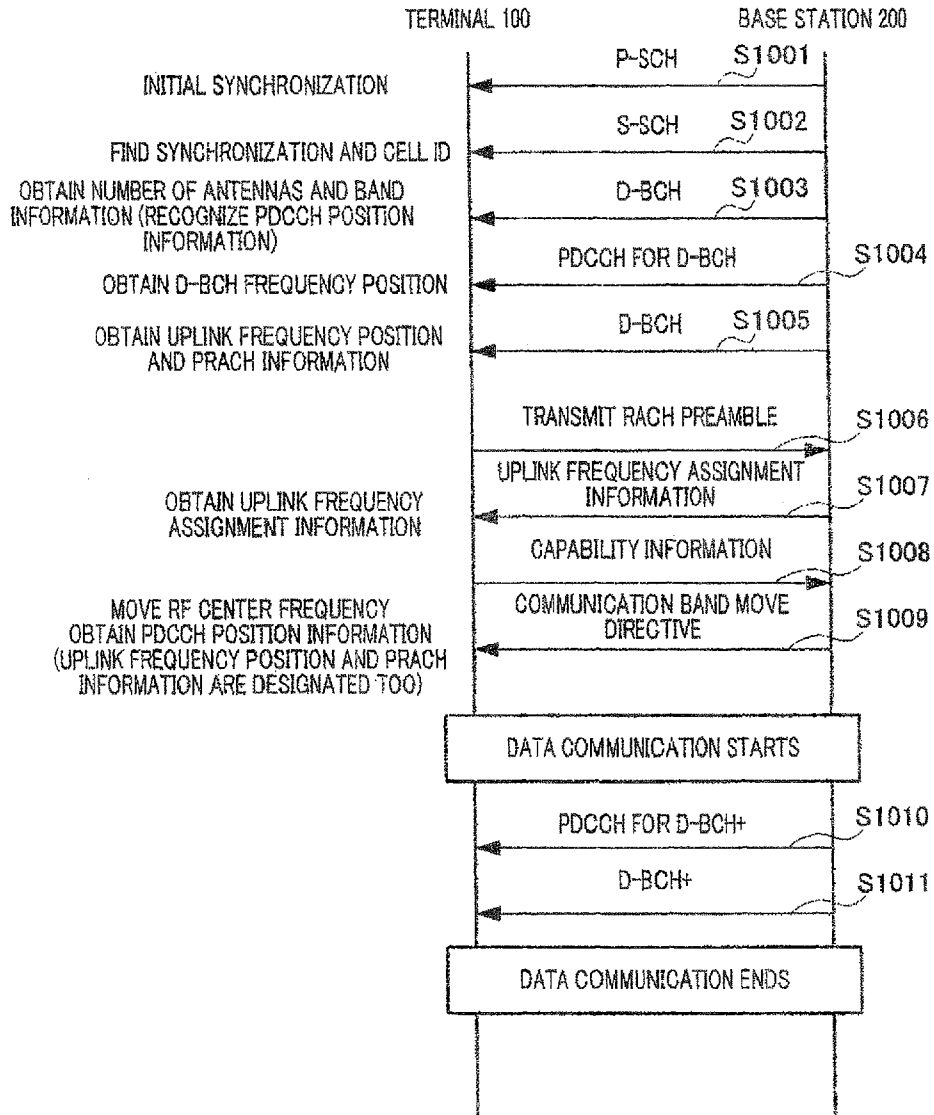 TERMINAL 100
BASE STATION 200
P-SCH
S1001
INITIAL SYNCHRONIZATION
S-SCH
S1002
FIND SYNCHRONIZATION AND CELL ID
D-BCH
S1003
OBTAIN NUMBER OF ANTENNAS AND BAND
INFORMATION (RECOGNIZE PDCCH POSITION
INFORMATION)
PDCCH FOR D-BCH
S1004
OBTAIN D-BCH FREQUENCY POSITION
D-BCH
S1005
OBTAIN UPLINK FREQUENCY POSITION
AND PRACH INFORMATION
TRANSMIT RACH PREAMBLE
S1006
UPLINK FREQUENCY ASSIGNMENT
INFORMATION
S1007
OBTAIN UPLINK FREQUENCY
ASSIGNMENT INFORMATION
CAPABILITY INFORMATION
S1008
COMMUNICATION BAND MOVE
DIRECTIVE
S1009
MOVE RF CENTER FREQUENCY
OBTAIN PDCCH POSITION INFORMATION
(UPLINK FREQUENCY POSITION AND PRACH
INFORMATION ARE DESIGNATED TOO)
DATA COMMUNICATION STARTS
PDCCH FOR D-BCH+
S1010
D-BCH+
S1011
DATA COMMUNICATION ENDS